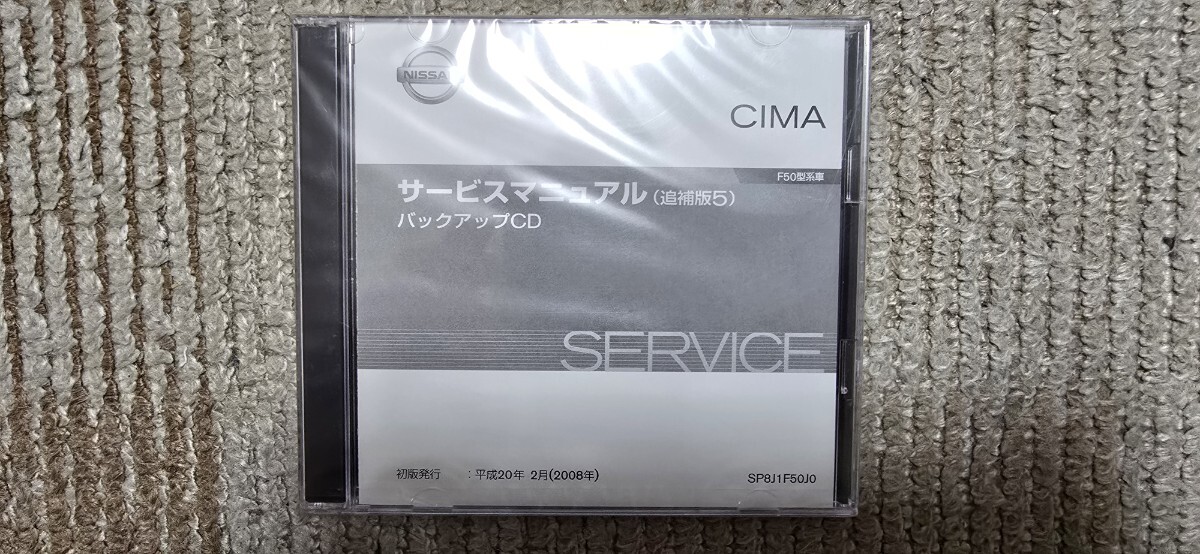 NISSAN
CIMA
F50型系車
サービスマニュアル(追補版5)
バックアップCD
SERVICE
初版発行 : 平成20年 2月(2008年)
SP8J1F50J0